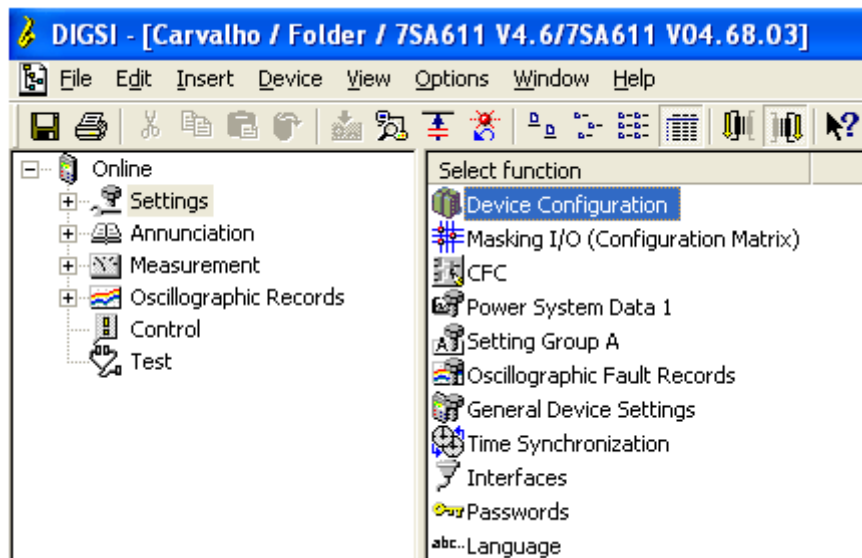 DIGSI - [Carvalho / Folder / 7SA611 V4.6/7SA611 V04.68.03]
File Edit Insert Device View Options Window Help
Online
Settings
Annunciation
Measurement
Oscillographic Records
Control
Test
Select function
Device Configuration
Masking I/O (Configuration Matrix)
CFC
Power System Data 1
Setting Group A
Oscillographic Fault Records
General Device Settings
Time Synchronization
Interfaces
Passwords
abc.. Language